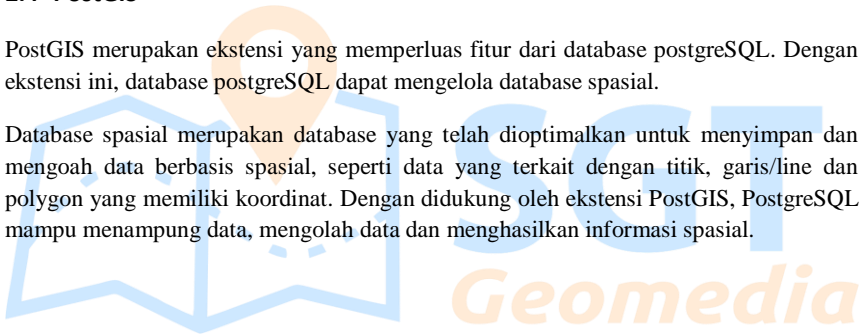 PostGIS merupakan ekstensi yang memperluas fitur dari database postgreSQL. Dengan
ekstensi ini, database postgreSQL dapat mengelola database spasial.
Database spasial merupakan database yang telah dioptimalkan untuk menyimpan dan
mengoah data berbasis spasial, seperti data yang terkait dengan titik, garis/line dan
polygon yang memiliki koordinat. Dengan didukung oleh ekstensi PostGIS, PostgreSQL
mampu menampung data, mengolah data dan menghasilkan informasi spasial.
SGT
Geomedia